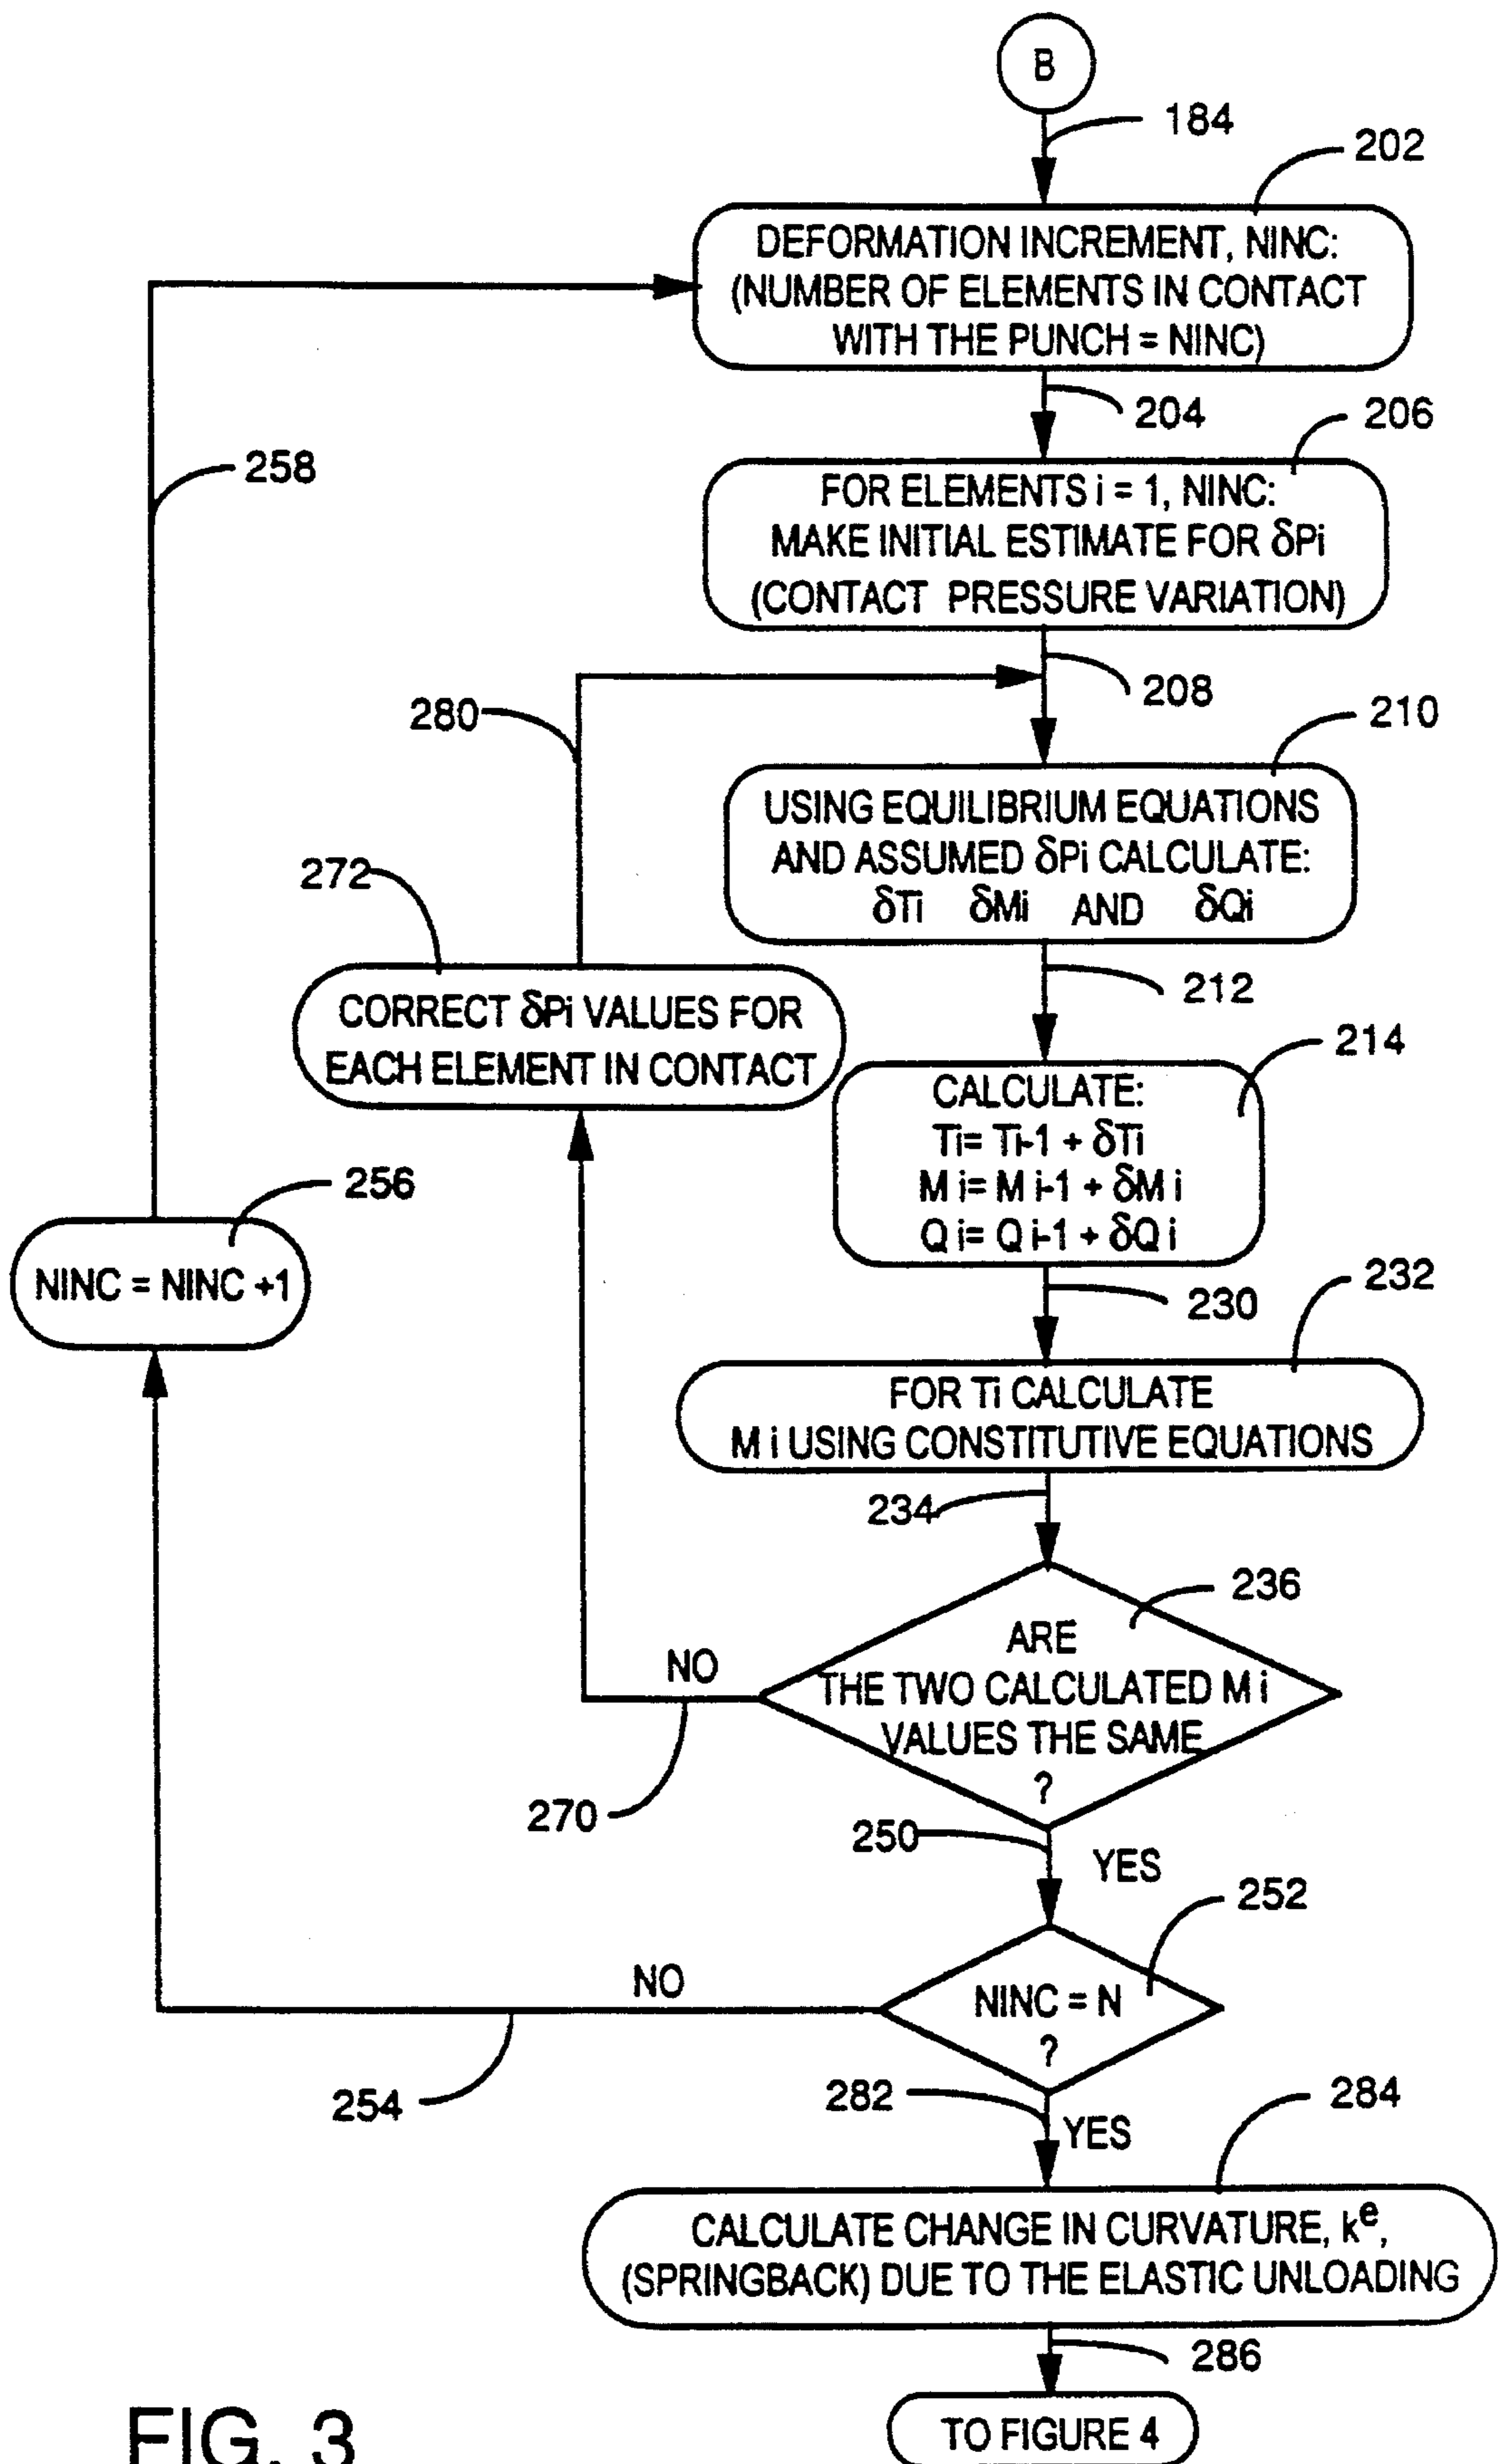 B
184
202
DEFORMATION INCREMENT, NINC:
(NUMBER OF ELEMENTS IN CONTACT
WITH THE PUNCH = NINC)
204
206
258
FOR ELEMENTS i = 1, NINC:
MAKE INITIAL ESTIMATE FOR δPi
(CONTACT PRESSURE VARIATION)
208
280
210
USING EQUILIBRIUM EQUATIONS
AND ASSUMED δPi CALCULATE:
δTi δMi AND δQi
272
212
CORRECT δPi VALUES FOR
EACH ELEMENT IN CONTACT
214
CALCULATE:
Ti= Ti-1 + δTi
M i= M i-1 + δM i
Q i= Q i-1 + δQ i
256
NINC = NINC +1
230
232
FOR Ti CALCULATE
M i USING CONSTITUTIVE EQUATIONS
234
236
ARE
THE TWO CALCULATED M i
VALUES THE SAME
?
NO
270
250
YES
252
NINC = N
?
NO
254
282
YES
284
CALCULATE CHANGE IN CURVATURE, kᵉ,
(SPRINGBACK) DUE TO THE ELASTIC UNLOADING
286
TO FIGURE 4
FIG. 3